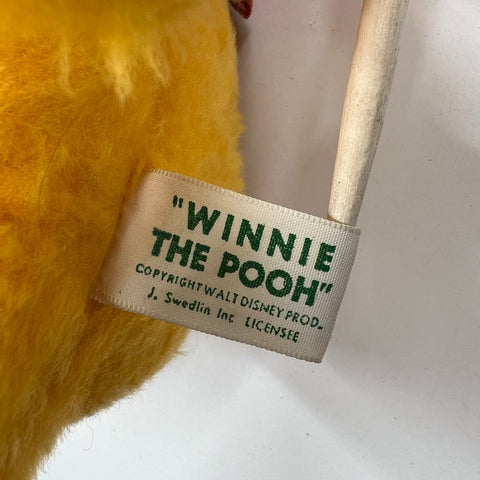 "WINNIE
THE POOH"
COPYRIGHT WALT DISNEY PROD.
J. Swedlin Inc LICENSEE